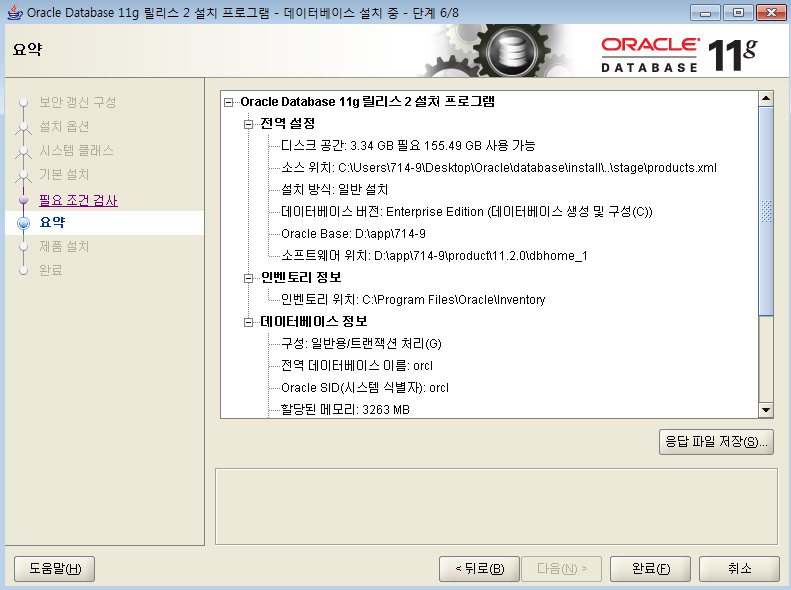 Oracle Database 11g 릴리스 2 설치 프로그램 - 데이터베이스 설치 중 - 단계 6/8
요약
ORACLE
DATABASE
11g
보안 갱신 구성
설치 옵션
시스템 클래스
기본 설치
필요 조건 검사
요약
제품 설치
완료
Oracle Database 11g 릴리스 2 설치 프로그램
전역 설정
디스크 공간: 3.34 GB 필요 155.49 GB 사용 가능
소스 위치: C:\Users\714-9\Desktop\Oracle\database\install\..\stage\products.xml
설치 방식: 일반 설치
데이터베이스 버전: Enterprise Edition (데이터베이스 생성 및 구성(C))
Oracle Base: D:\app\714-9
소프트웨어 위치: D:\app\714-9\product\11.2.0\dbhome_1
인벤토리 정보
인벤토리 위치: C:\Program Files\Oracle\Inventory
데이터베이스 정보
구성: 일반용/트랜잭션 처리(G)
전역 데이터베이스 이름: orcl
Oracle SID(시스템 식별자): orcl
할당된 메모리: 3263 MB
응답 파일 저장(S)...
도움말(H)
< 뒤로(B)
다음(N) >
완료(F)
취소